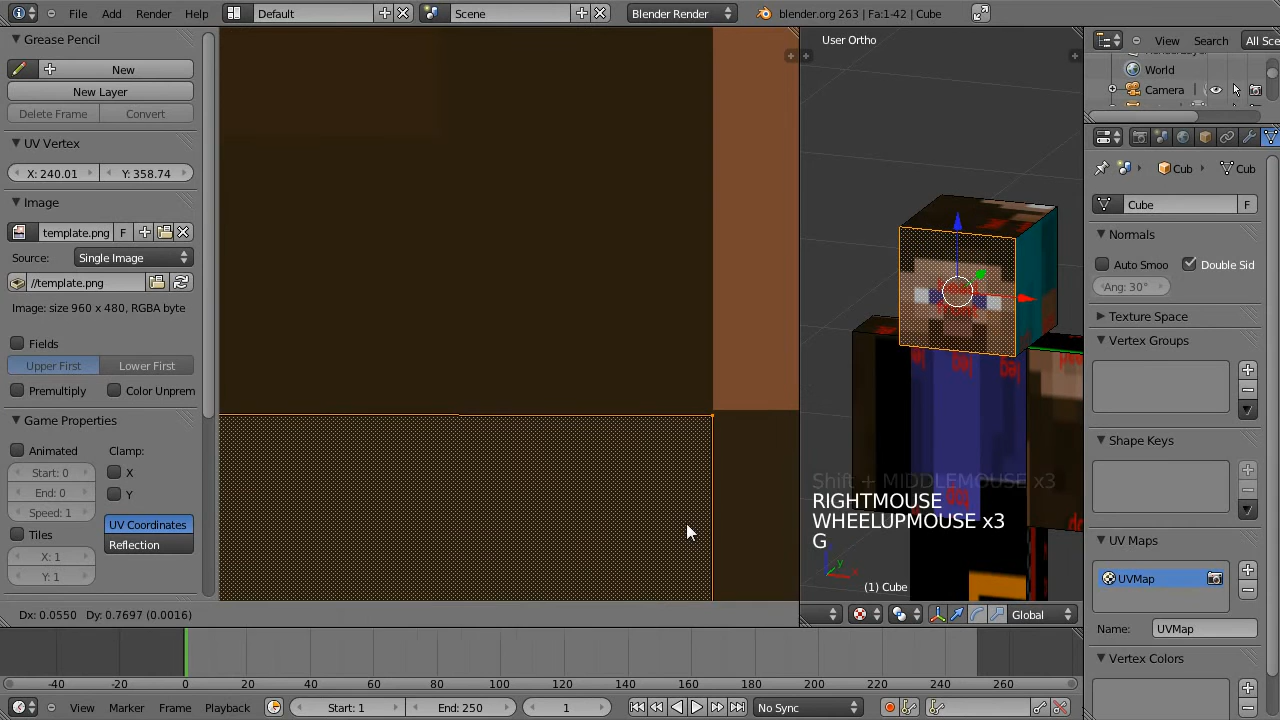 File Add Render Help Default Scene Blender Render blender.org 263 | Fa:1-42 | Cube
Grease Pencil
New
New Layer
Delete Frame Convert
UV Vertex
X: 240.01 Y: 358.74
Image
template.png F
Source: Single Image
//template.png
Image: size 960 x 480, RGBA byte
Fields
Upper First Lower First
Premultiply Color Unprem
Game Properties
Animated Clamp:
Start: 0 X
End: 0 Y
Speed: 1
Tiles UV Coordinates
X: 1 Reflection
Y: 1
Dx: 0.0550 Dy: 0.7697 (0.0016)
User Ortho
Shift + MIDDLEMOUSE x3
RIGHTMOUSE
WHEELUPMOUSE x3
G
z
y
x
(1) Cube
Global
View Search All Sce
World
Camera
Cub Cub
Cube F
Normals
Auto Smoo Double Sid
Ang: 30°
Texture Space
Vertex Groups
Shape Keys
UV Maps
UVMap
Name: UVMap
Vertex Colors
-40 -20 0 20 40 60 80 100 120 140 160 180 200 220 240 260
View Marker Frame Playback Start: 1 End: 250 1 No Sync